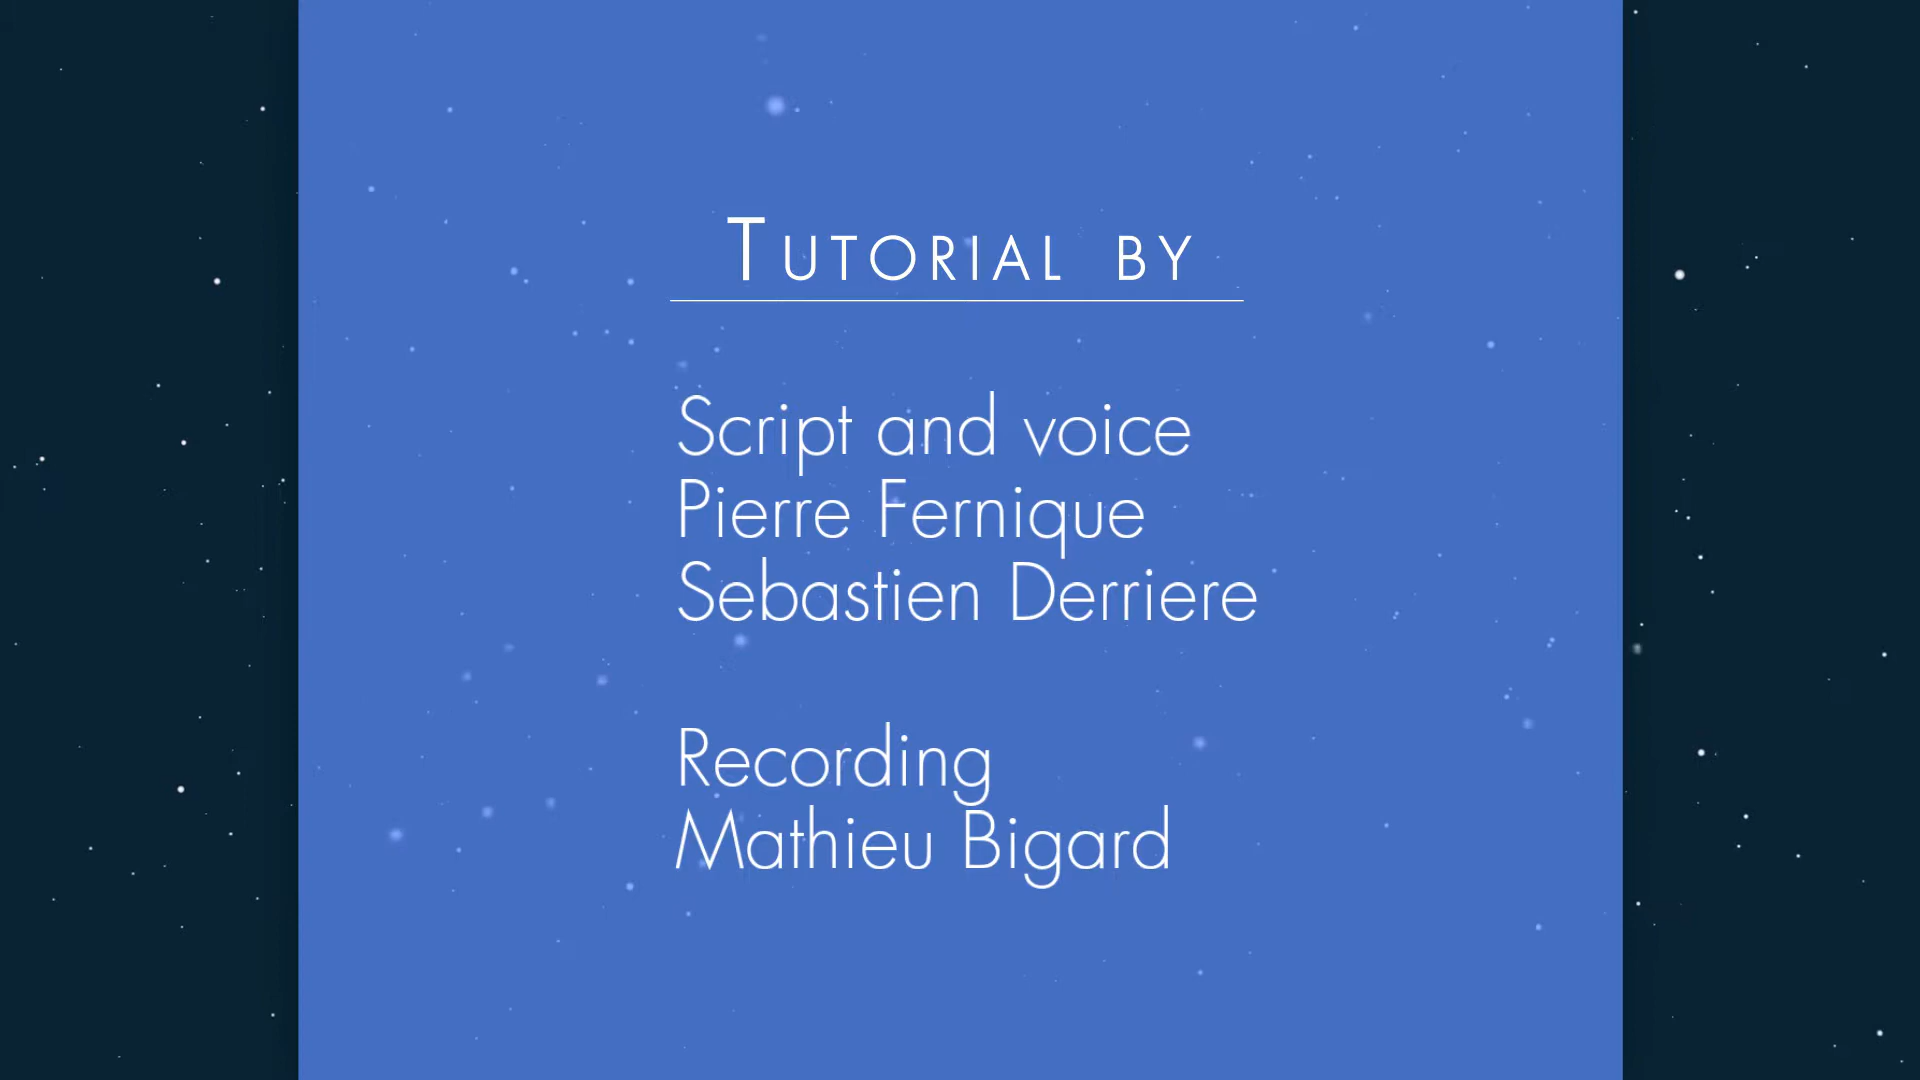 Tutorial by
Script and voice
Pierre Fernique
Sebastien Derriere
Recording
Mathieu Bigard